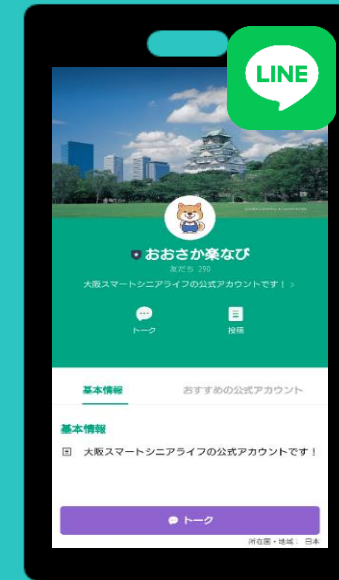 LINE
おおさか楽なび
友だち 290
大阪スマートシニアライフの公式アカウントです！ >
トーク
投稿
基本情報
おすすめの公式アカウント
基本情報
大阪スマートシニアライフの公式アカウントです！
トーク
所在国・地域： 日本